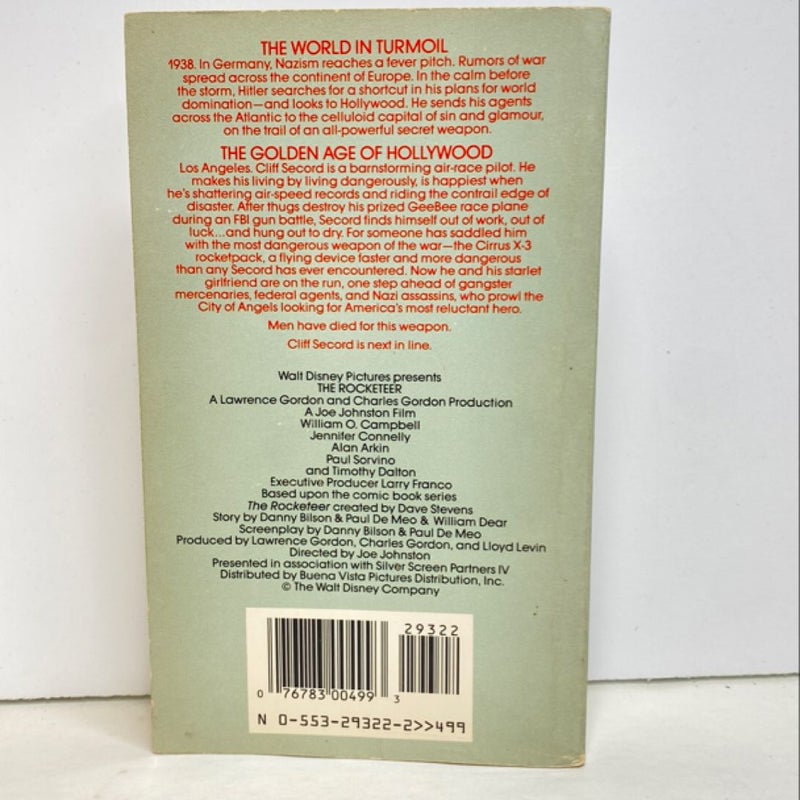 THE WORLD IN TURMOIL
1938. In Germany, Nazism reaches a fever pitch. Rumors of war
spread across the continent of Europe. In the calm before
the storm, Hitler searches for a shortcut in his plans for world
domination—and looks to Hollywood. He sends his agents
across the Atlantic to the celluloid capital of sin and glamour,
on the trail of an all-powerful secret weapon.
THE GOLDEN AGE OF HOLLYWOOD
Los Angeles. Cliff Secord is a barnstorming air-race pilot. He
makes his living by living dangerously, is happiest when
he's shattering air-speed records and riding the contrail edge of
disaster. After thugs destroy his prized GeeBee race plane
during an FBI gun battle, Secord finds himself out of work, out of
luck...and hung out to dry. For someone has saddled him
with the most dangerous weapon of the war—the Cirrus X-3
rocketpack, a flying device faster and more dangerous
than any Secord has ever encountered. Now he and his starlet
girlfriend are on the run, one step ahead of gangster
mercenaries, federal agents, and Nazi assassins, who prowl the
City of Angels looking for America's most reluctant hero.
Men have died for this weapon.
Cliff Secord is next in line.
Walt Disney Pictures presents
THE ROCKETEER
A Lawrence Gordon and Charles Gordon Production
A Joe Johnston Film
William O. Campbell
Jennifer Connelly
Alan Arkin
Paul Sorvino
and Timothy Dalton
Executive Producer Larry Franco
Based upon the comic book series
The Rocketeer created by Dave Stevens
Story by Danny Bilson & Paul De Meo & William Dear
Screenplay by Danny Bilson & Paul De Meo
Produced by Lawrence Gordon, Charles Gordon, and Lloyd Levin
Directed by Joe Johnston
Presented in association with Silver Screen Partners IV
Distributed by Buena Vista Pictures Distribution, Inc.
© The Walt Disney Company
29322
0 76783 00499 3
N 0-553-29322-2>>499